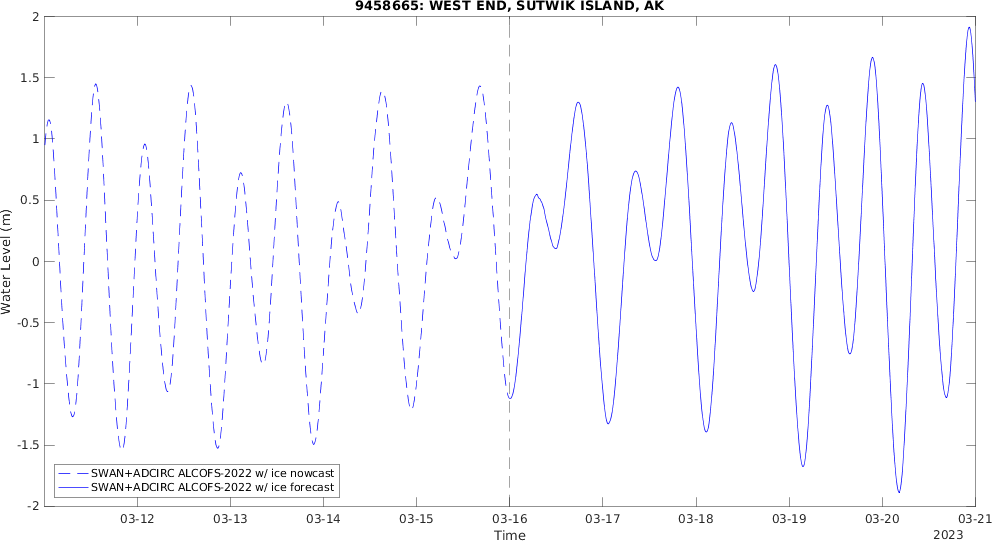 9458665: WEST END, SUTWIK ISLAND, AK
2
1.5
1
0.5
0
-0.5
-1
-1.5
-2
Water Level (m)
SWAN+ADCIRC ALCOFS-2022 w/ ice nowcast
SWAN+ADCIRC ALCOFS-2022 w/ ice forecast
03-12 03-13 03-14 03-15 03-16 03-17 03-18 03-19 03-20 03-21
Time
2023